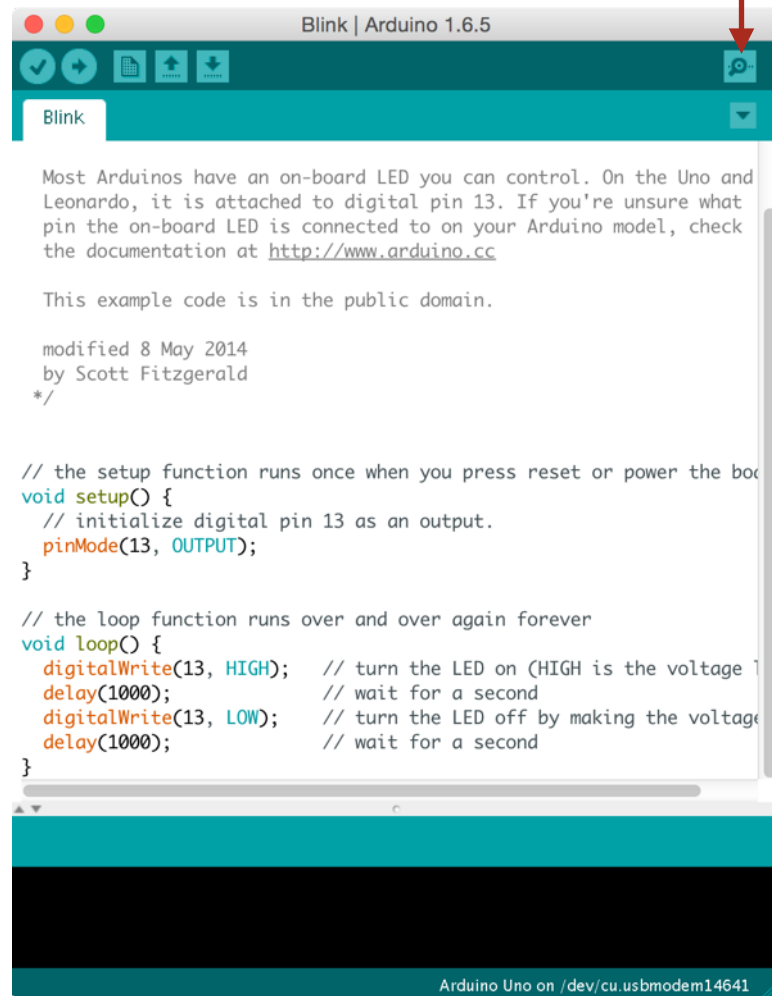 Blink | Arduino 1.6.5
Blink
Most Arduinos have an on-board LED you can control. On the Uno and
Leonardo, it is attached to digital pin 13. If you're unsure what
pin the on-board LED is connected to on your Arduino model, check
the documentation at http://www.arduino.cc
This example code is in the public domain.
modified 8 May 2014
by Scott Fitzgerald
*/
// the setup function runs once when you press reset or power the boa
void setup() {
// initialize digital pin 13 as an output.
pinMode(13, OUTPUT);
}
// the loop function runs over and over again forever
void loop() {
digitalWrite(13, HIGH); // turn the LED on (HIGH is the voltage l
delay(1000); // wait for a second
digitalWrite(13, LOW); // turn the LED off by making the voltage
delay(1000); // wait for a second
}
Arduino Uno on /dev/cu.usbmodem14641